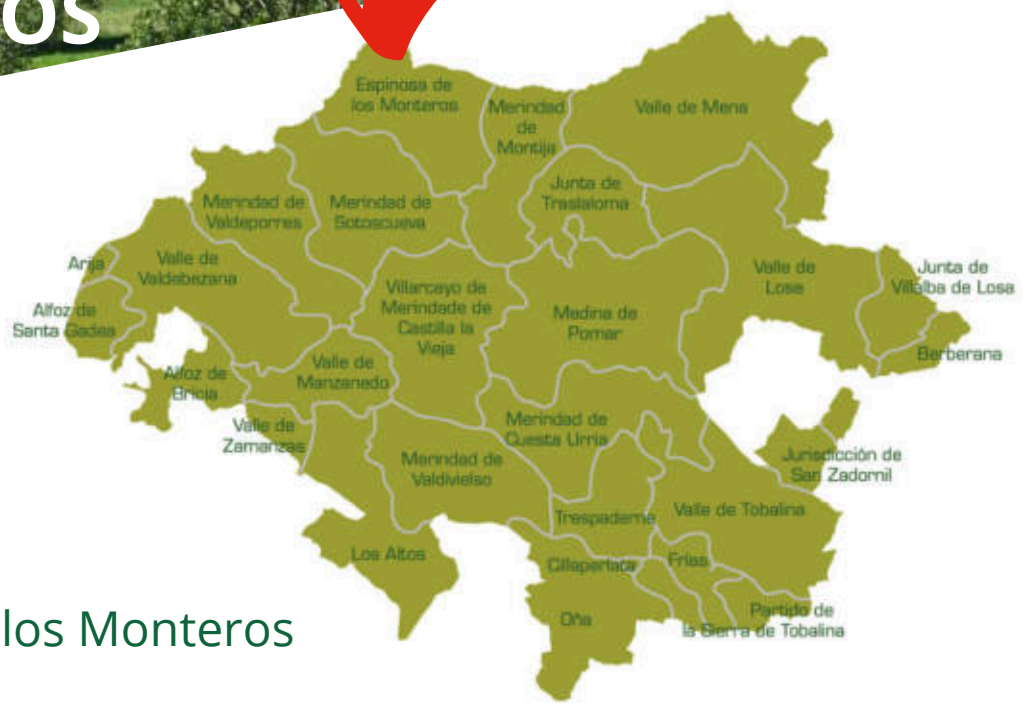 os
Espinosa de
los Monteros
Merindad
de
Montija
Valle de Mena
Junta de
Traslaloma
Merindad de
Valdeporres
Merindad de
Sotoscueva
Arija
Valle de
Valdebezana
Villarcayo de
Merindade de
Castilla la
Vieja
Medina de
Pomar
Valle de
Losa
Junta de
Villalba de Losa
Alfoz de
Santa Gadea
Berberana
Alfoz de
Bricia
Valle de
Manzanedo
Valle de
Zamanzas
Merindad de
Cuesta Urria
Merindad de
Valdivielso
Jurisdicción de
San Zadornil
Trespaderne
Valle de Tobalina
Los Altos
Cillaperlata
Frías
Oña
Partido de
la Sierra de Tobalina
los Monteros